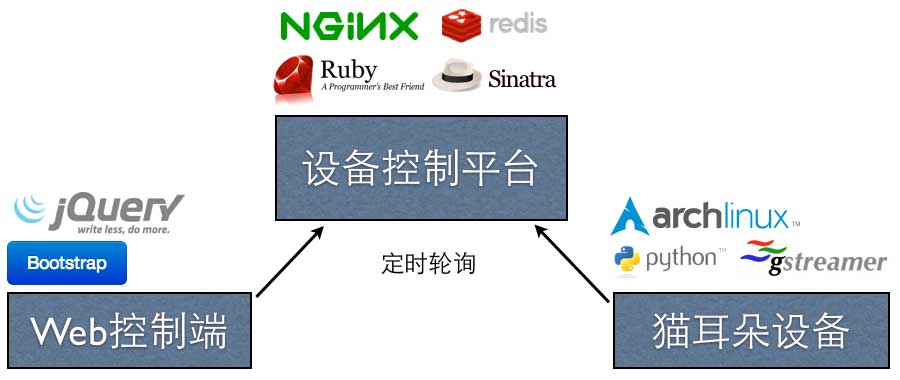 NGINX
redis
Ruby
A Programmer's Best Friend
Sinatra
设备控制平台
jQuery
write less, do more.
Bootstrap
Web控制端
定时轮询
archlinux™
python™
gstreamer
猫耳朵设备